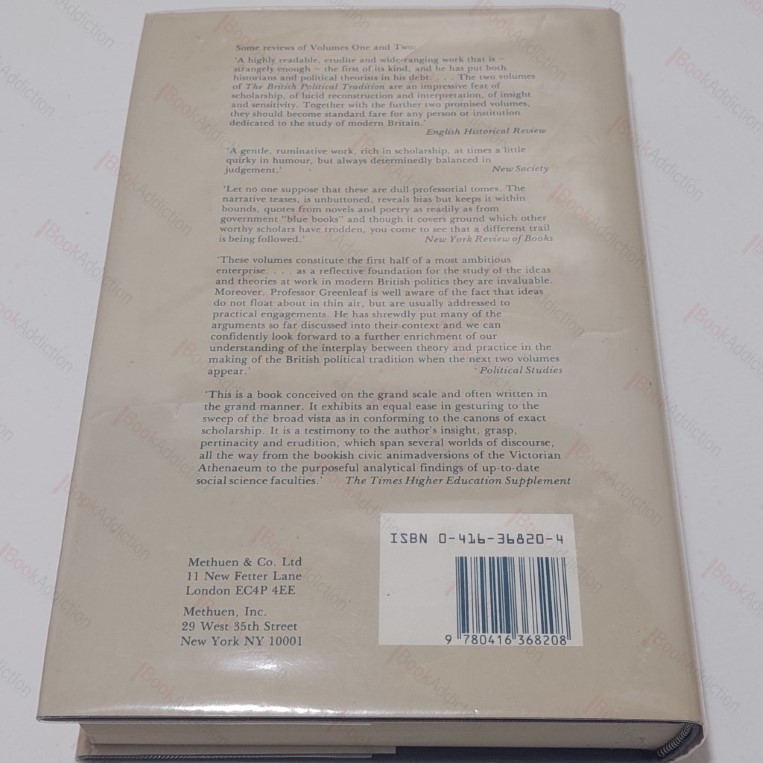 Some reviews of Volumes One and Two:
'A highly readable, erudite and wide-ranging work that is –
strangely enough – the first of its kind, and he has put both
historians and political theorists in his debt. . . . The two volumes
of The British Political Tradition are an impressive feat of
scholarship, of lucid reconstruction and interpretation, of insight
and sensitivity. Together with the further two promised volumes,
they should become standard fare for any person or institution
dedicated to the study of modern Britain.'
English Historical Review
'A gentle, ruminative work, rich in scholarship, at times a little
quirky in humour, but always determinedly balanced in
judgement.' New Society
'Let no one suppose that these are dull professorial tomes. The
narrative teases, is unbuttoned, reveals bias but keeps it within
bounds, quotes from novels and poetry as readily as from
government "blue books" and though it covers ground which other
worthy scholars have trodden, you come to see that a different trail
is being followed.' New York Review of Books
'These volumes constitute the first half of a most ambitious
enterprise. . . . as a reflective foundation for the study of the ideas
and theories at work in modern British politics they are invaluable.
Moreover, Professor Greenleaf is well aware of the fact that ideas
do not float about in thin air, but are usually addressed to
practical engagements. He has shrewdly put many of the
arguments so far discussed into their context and we can
confidently look forward to a further enrichment of our
understanding of the interplay between theory and practice in the
making of the British political tradition when the next two volumes
appear.' Political Studies
'This is a book conceived on the grand scale and often written in
the grand manner. It exhibits an equal ease in gesturing to the
sweep of the broad vista as in conforming to the canons of exact
scholarship. It is a testimony to the author's insight, grasp,
pertinacity and erudition, which span several worlds of discourse,
all the way from the bookish civic animadversions of the Victorian
Athenaeum to the purposeful analytical findings of up-to-date
social science faculties.' The Times Higher Education Supplement
ISBN 0-416-36820-4
9 780416 368208
Methuen & Co. Ltd
11 New Fetter Lane
London EC4P 4EE
Methuen, Inc.
29 West 35th Street
New York NY 10001
BookAddiction